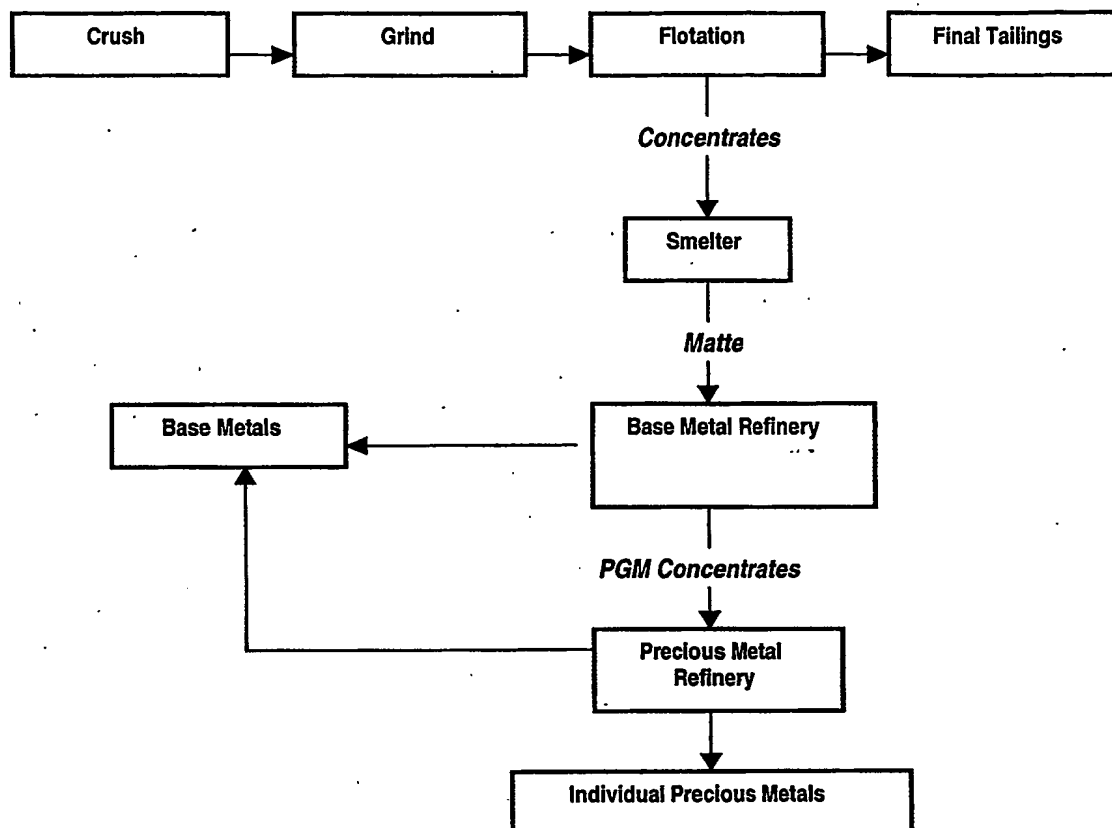 Crush
Grind
Flotation
Final Tailings
Concentrates
Smelter
Matte
Base Metals
Base Metal Refinery
PGM Concentrates
Precious Metal
Refinery
Individual Precious Metals